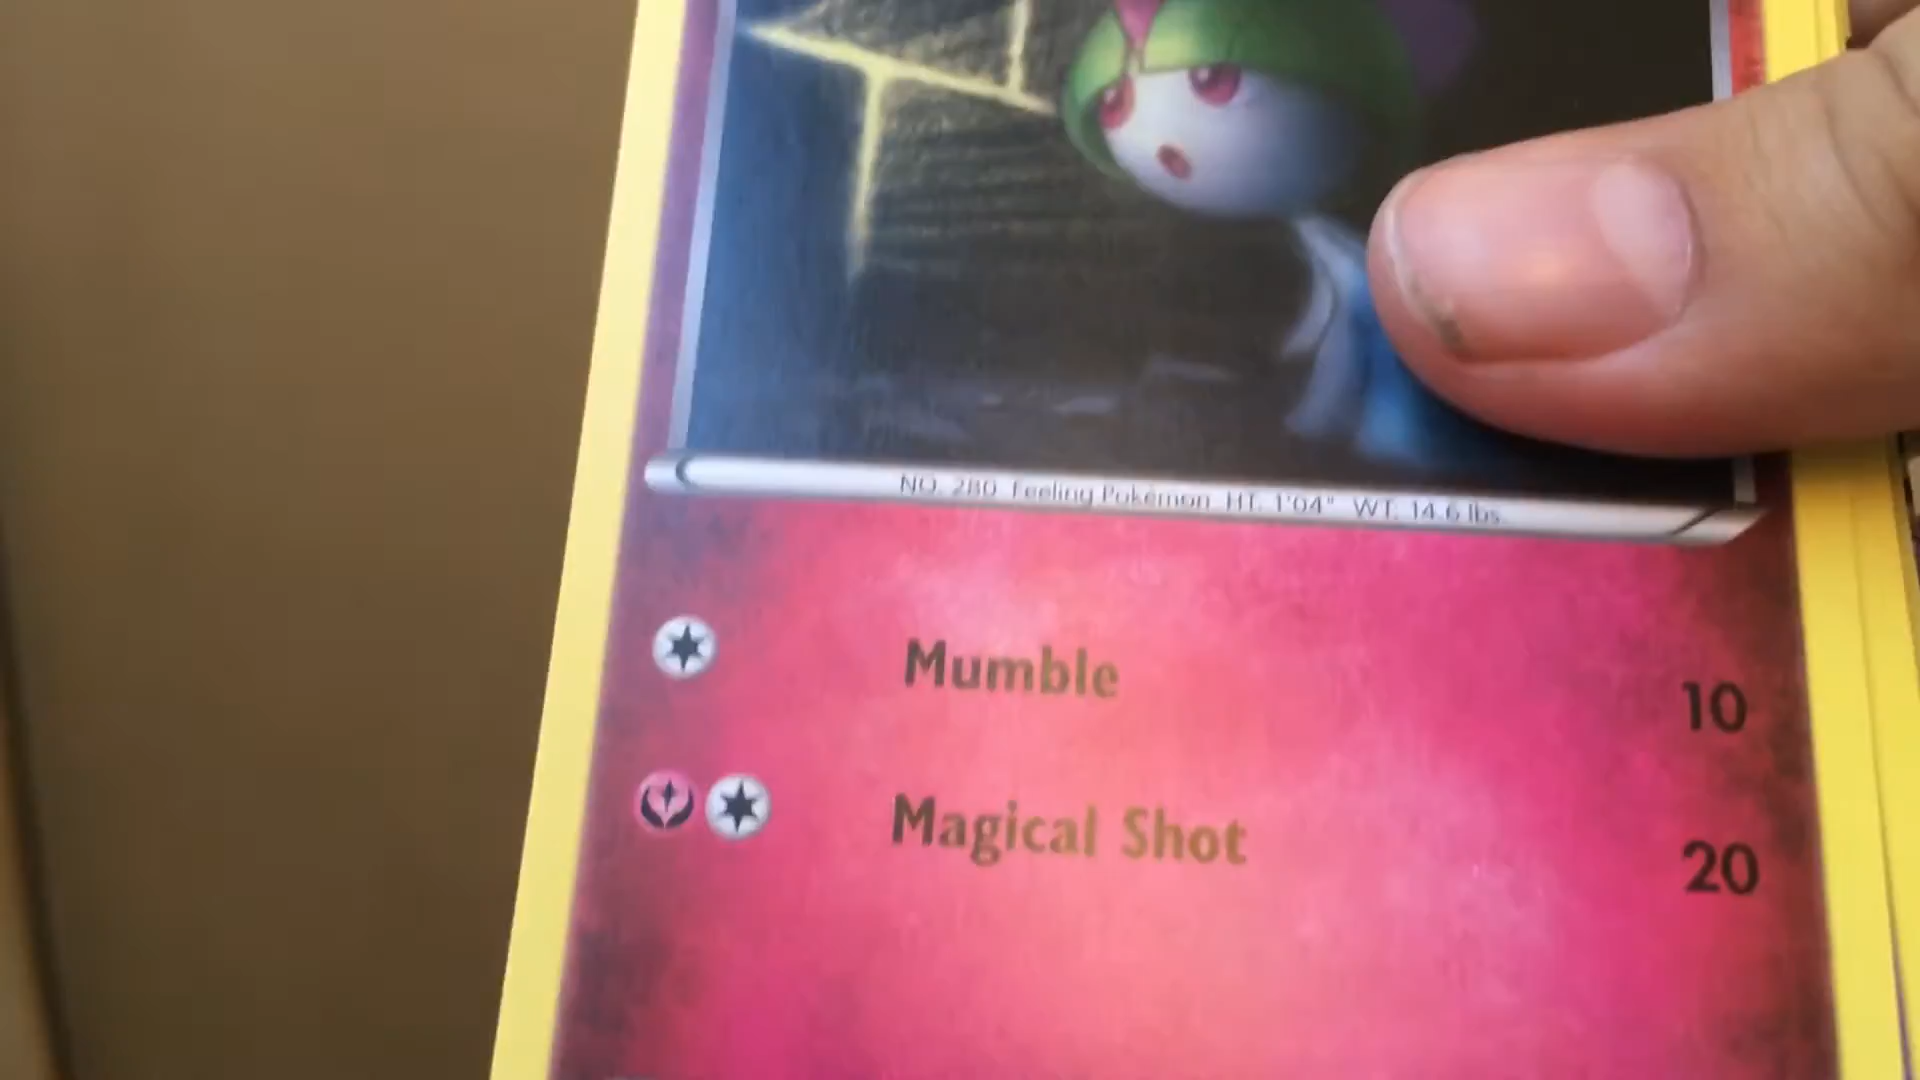 NO. 280 Feeling Pokémon HT. 1'04" WT. 14.6 lbs.
Mumble 10
Magical Shot 20